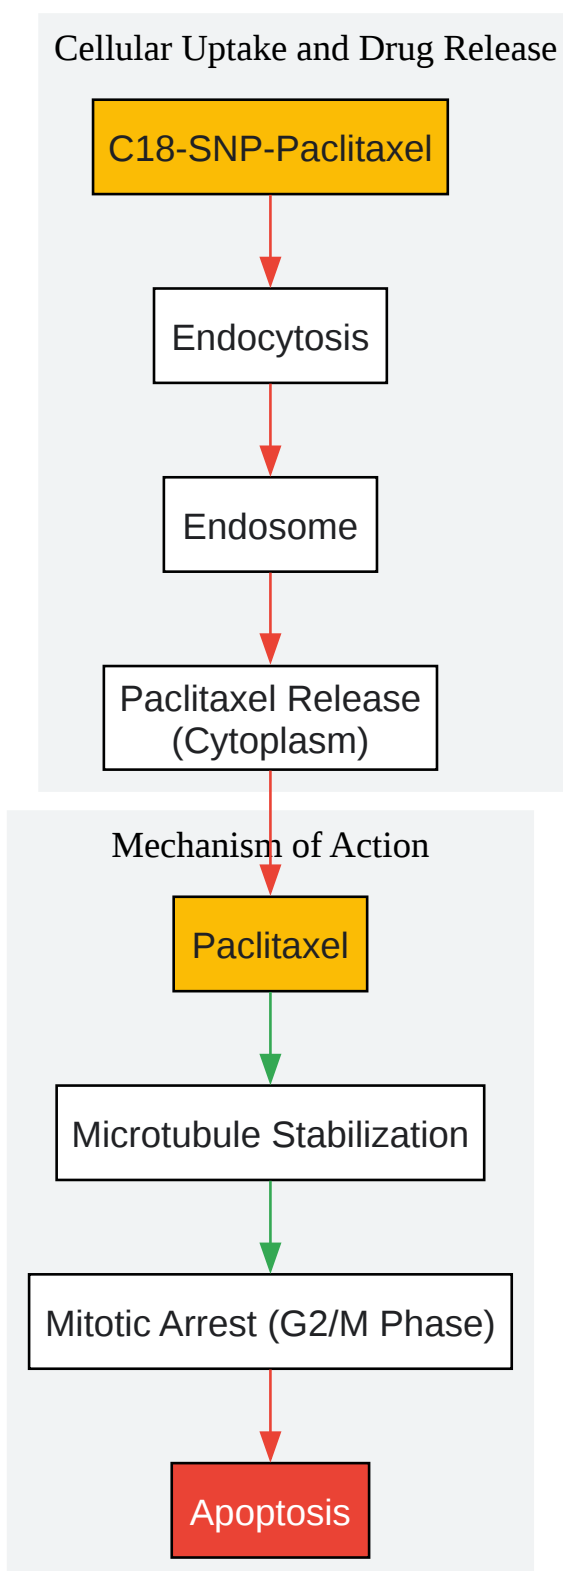 Cellular Uptake and Drug Release
C18-SNP-Paclitaxel
Endocytosis
Endosome
Paclitaxel Release
(Cytoplasm)
Mechanism of Action
Paclitaxel
Microtubule Stabilization
Mitotic Arrest (G2/M Phase)
Apoptosis